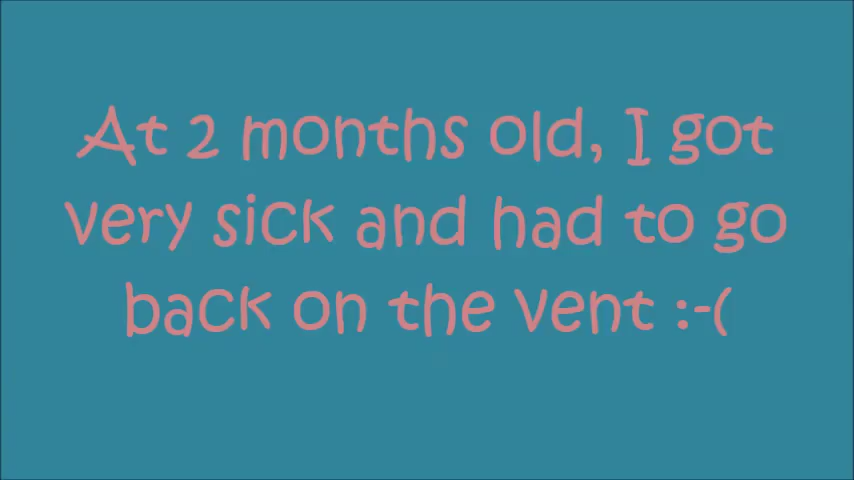 At 2 months old, I got
very sick and had to go
back on the vent :-(